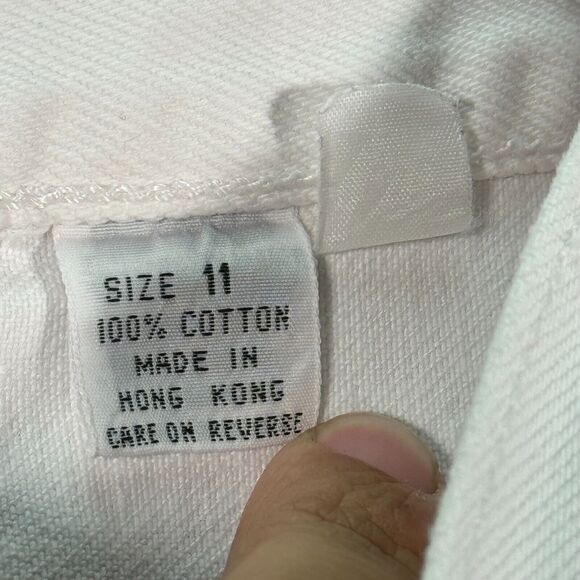 SIZE 11
100% COTTON
MADE IN
HONG KONG
CARE ON REVERSE